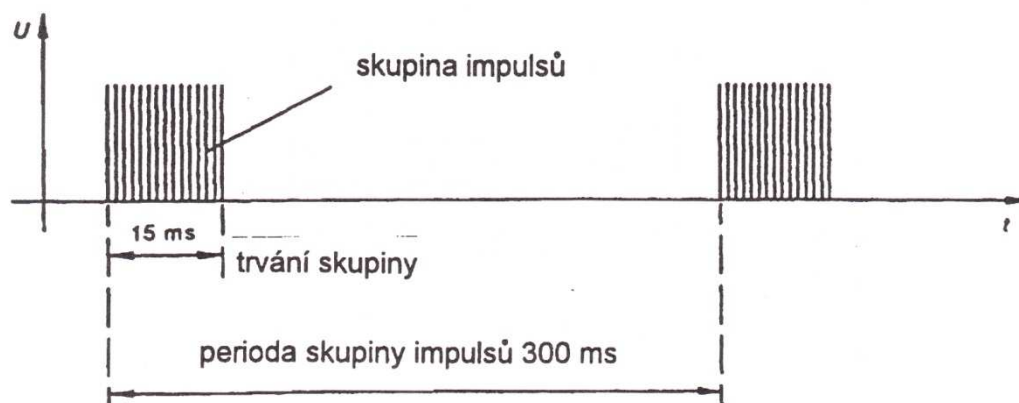 U
skupina impulsů
t
15 ms
trvání skupiny
perioda skupiny impulsů 300 ms